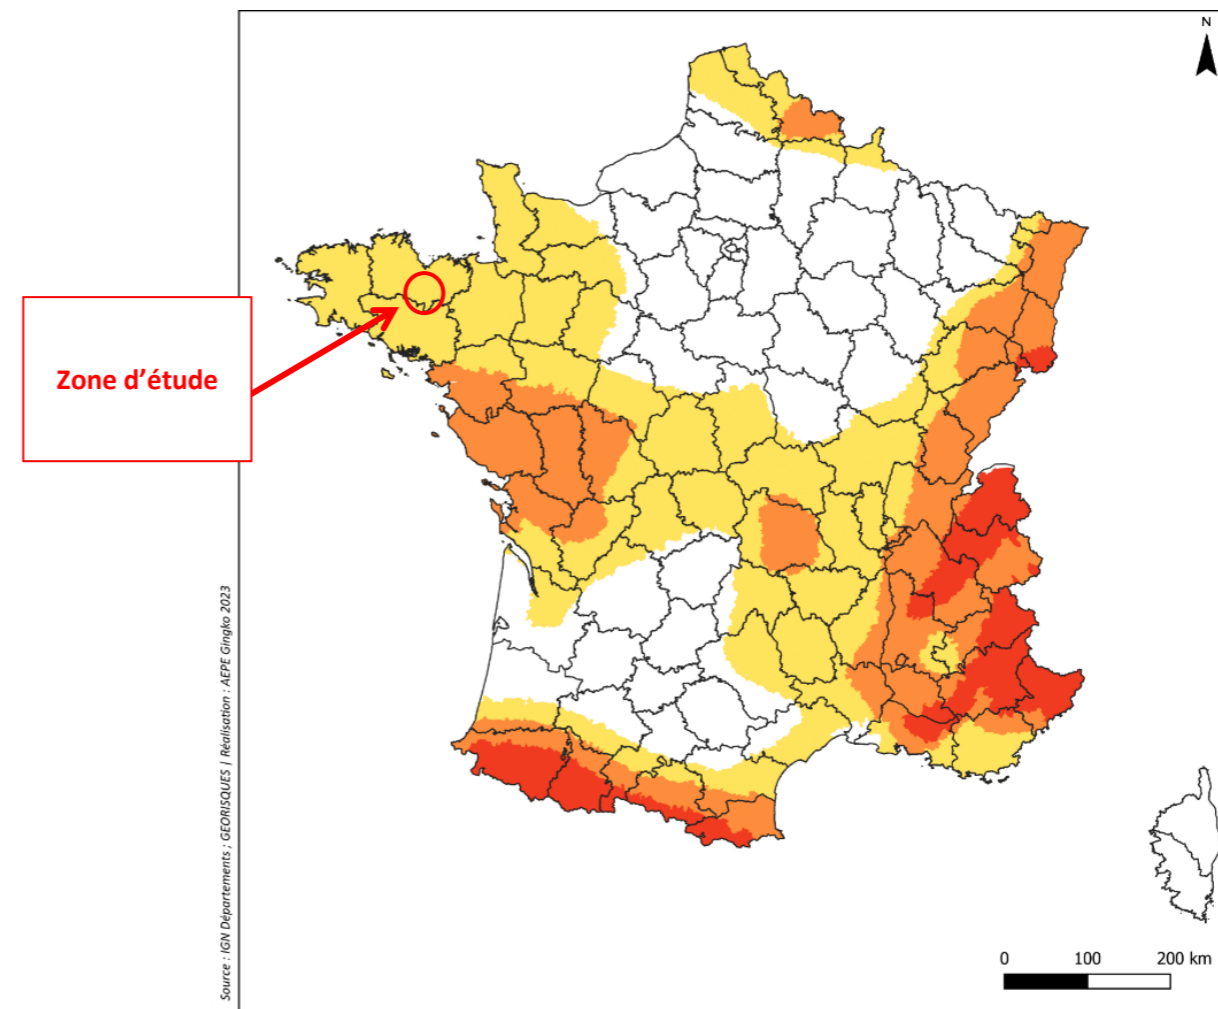 N
Zone d'étude
Source : IGN Départements ; GEORISQUES | Réalisation : AEPE Gingko 2023
0 100 200 km